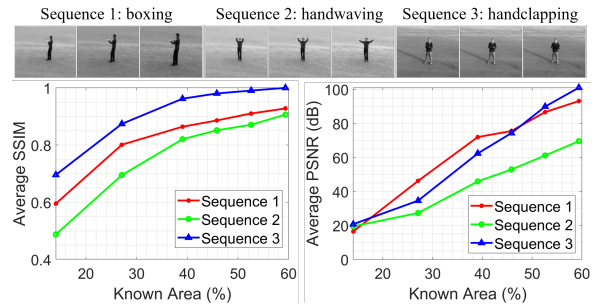 Sequence 1: boxing
Sequence 2: handwaving
Sequence 3: handclapping
1
0.8
0.6
0.4
Average SSIM
20
30
40
50
60
Known Area (%)
Sequence 1
Sequence 2
Sequence 3
100
80
60
40
20
0
Average PSNR (dB)
20
30
40
50
60
Known Area (%)
Sequence 1
Sequence 2
Sequence 3